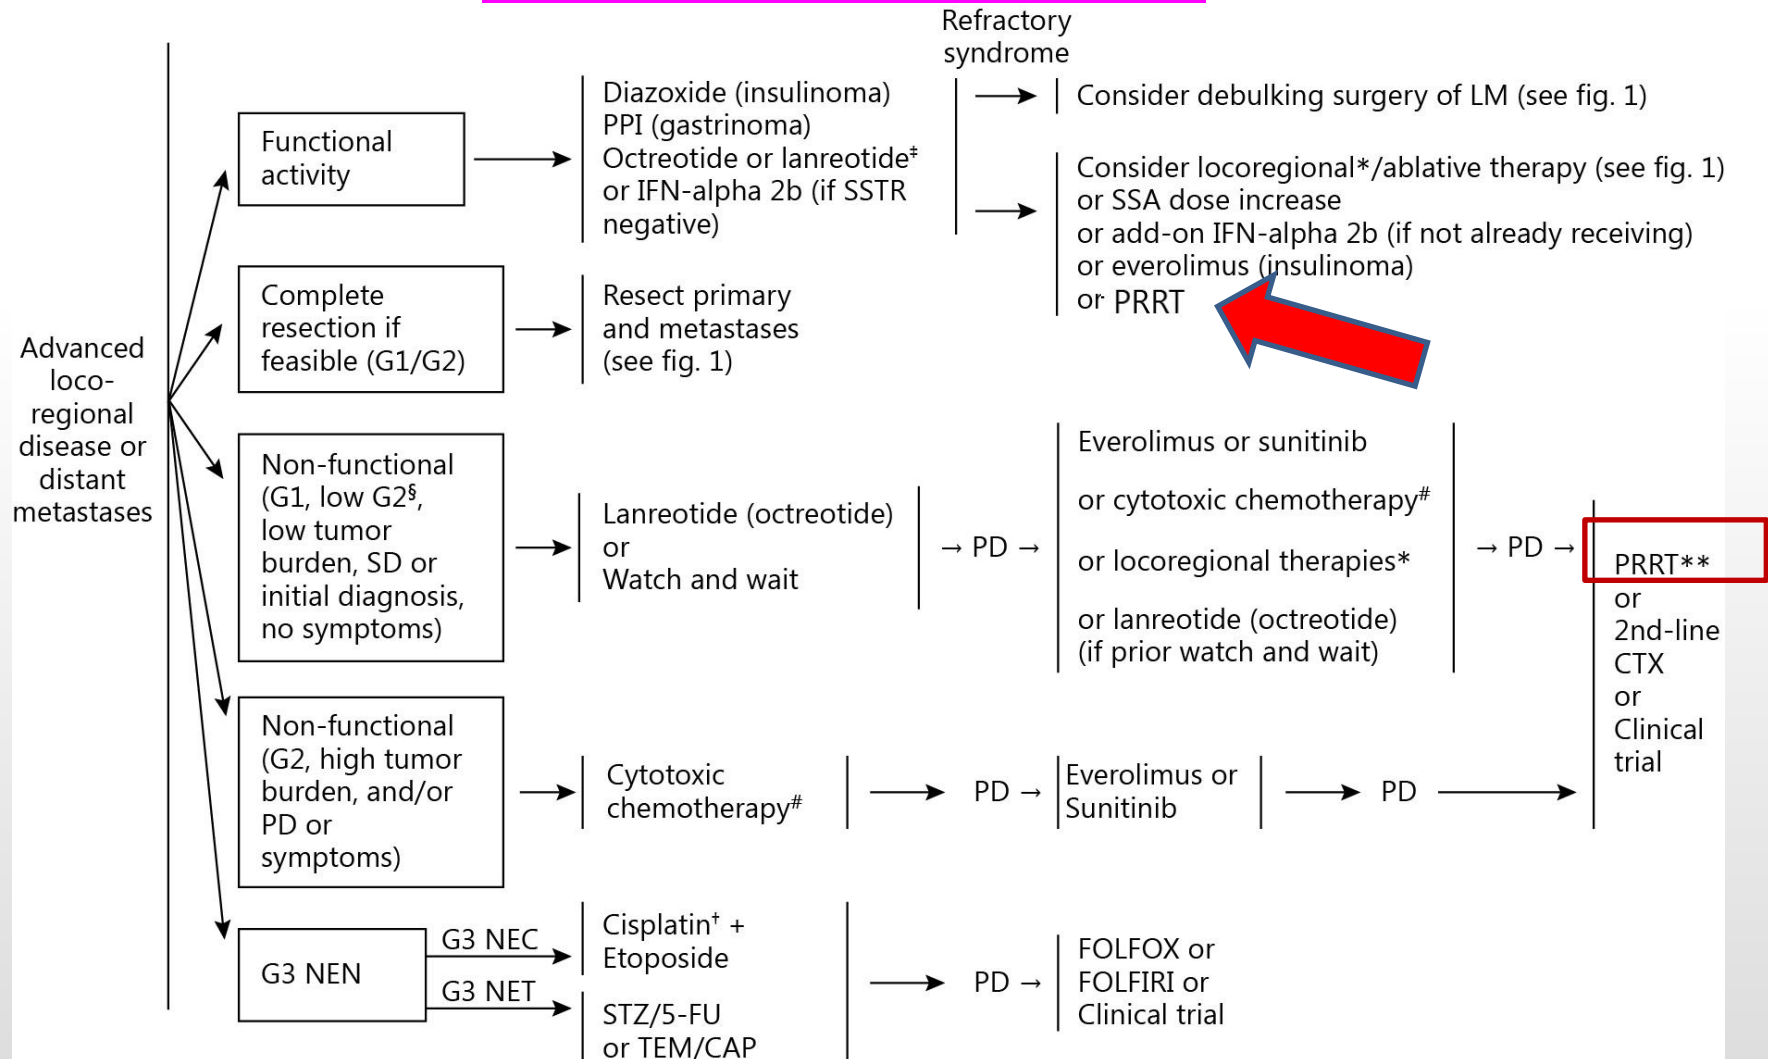 Refractory
syndrome
Advanced
loco-
regional
disease or
distant
metastases
Functional
activity
Diazoxide (insulinoma)
PPI (gastrinoma)
Octreotide or lanreotide‡
or IFN-alpha 2b (if SSTR
negative)
Consider debulking surgery of LM (see fig. 1)
Consider locoregional*/ablative therapy (see fig. 1)
or SSA dose increase
or add-on IFN-alpha 2b (if not already receiving)
or everolimus (insulinoma)
or PRRT
Complete
resection if
feasible (G1/G2)
Resect primary
and metastases
(see fig. 1)
Non-functional
(G1, low G2§,
low tumor
burden, SD or
initial diagnosis,
no symptoms)
Lanreotide (octreotide)
or
Watch and wait
→ PD →
Everolimus or sunitinib
or cytotoxic chemotherapy#
or locoregional therapies*
or lanreotide (octreotide)
(if prior watch and wait)
→ PD →
PRRT**
or
2nd-line
CTX
or
Clinical
trial
Non-functional
(G2, high tumor
burden, and/or
PD or
symptoms)
Cytotoxic
chemotherapy#
PD →
Everolimus or
Sunitinib
PD
G3 NEN
G3 NEC
Cisplatin† +
Etoposide
G3 NET
STZ/5-FU
or TEM/CAP
PD →
FOLFOX or
FOLFIRI or
Clinical trial